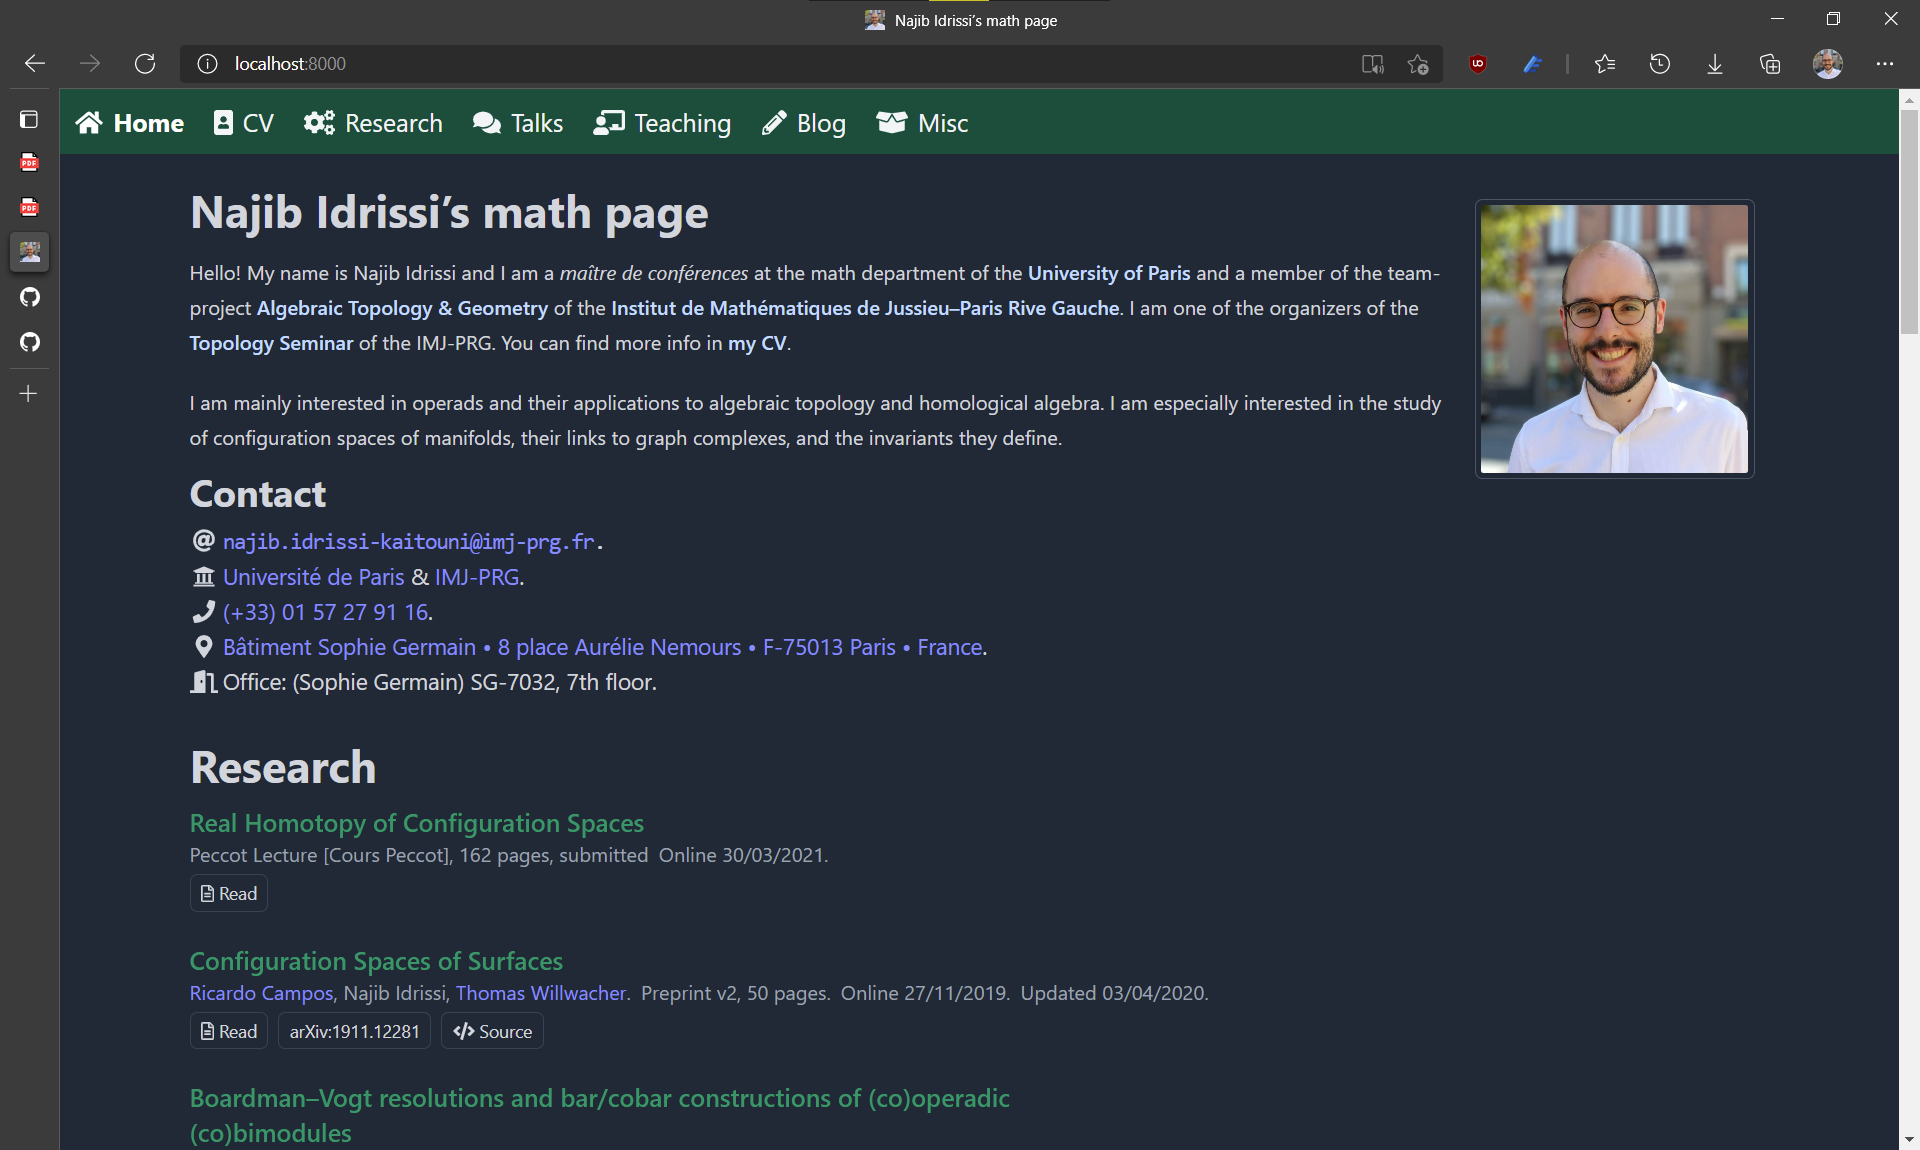 Najib Idrissi’s math page
localhost:8000
PDF
PDF
Home CV Research Talks Teaching Blog Misc
Najib Idrissi’s math page
Hello! My name is Najib Idrissi and I am a maître de conférences at the math department of the University of Paris and a member of the team-
project Algebraic Topology & Geometry of the Institut de Mathématiques de Jussieu–Paris Rive Gauche. I am one of the organizers of the
Topology Seminar of the IMJ-PRG. You can find more info in my CV.
I am mainly interested in operads and their applications to algebraic topology and homological algebra. I am especially interested in the study
of configuration spaces of manifolds, their links to graph complexes, and the invariants they define.
Contact
najib.idrissi-kaitouni@imj-prg.fr.
Université de Paris & IMJ-PRG.
(+33) 01 57 27 91 16.
Bâtiment Sophie Germain • 8 place Aurélie Nemours • F-75013 Paris • France.
Office: (Sophie Germain) SG-7032, 7th floor.
Research
Real Homotopy of Configuration Spaces
Peccot Lecture [Cours Peccot], 162 pages, submitted Online 30/03/2021.
Read
Configuration Spaces of Surfaces
Ricardo Campos, Najib Idrissi, Thomas Willwacher. Preprint v2, 50 pages. Online 27/11/2019. Updated 03/04/2020.
Read arXiv:1911.12281 Source
Boardman–Vogt resolutions and bar/cobar constructions of (co)operadic
(co)bimodules